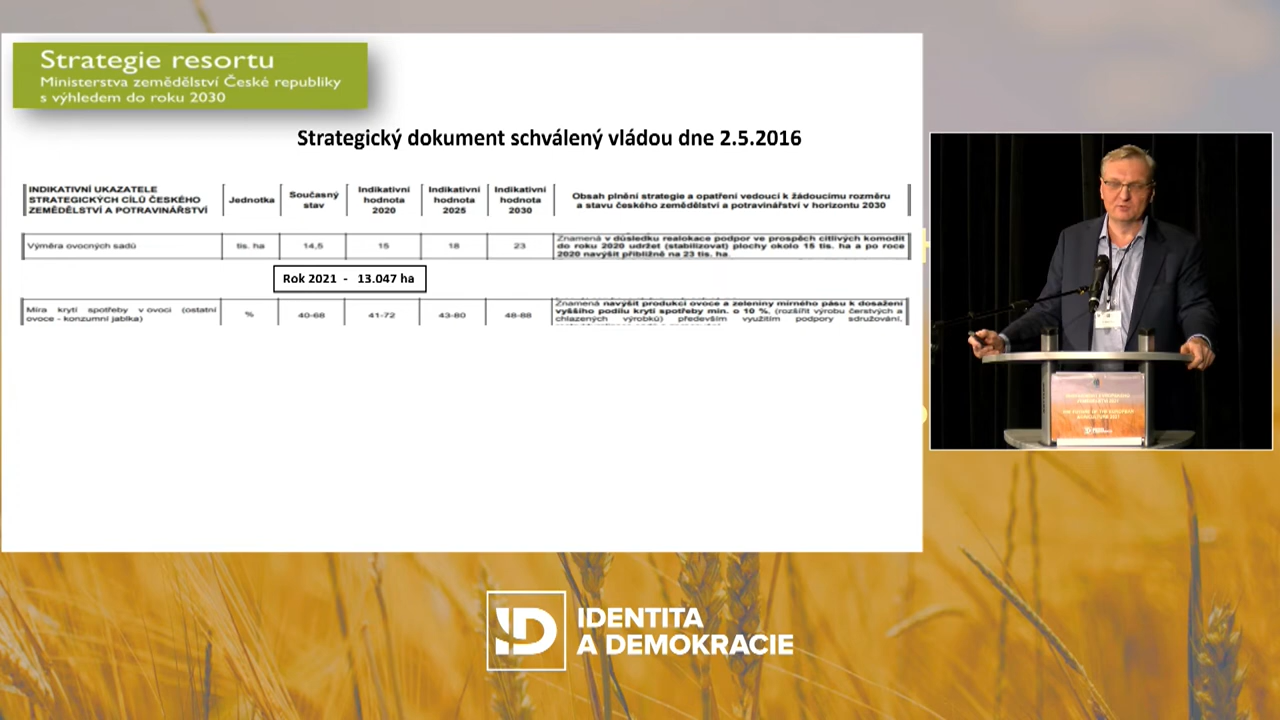 Strategie resortu
Ministerstva zemědělství České republiky
s výhledem do roku 2030
Strategický dokument schválený vládou dne 2.5.2016
INDIKATIVNÍ UKAZATELE
STRATEGICKÝCH CÍLŮ ČESKÉHO
ZEMĚDĚLSTVÍ A POTRAVINÁŘSTVÍ
Jednotka
Současný
stav
Indikativní
hodnota
2020
Indikativní
hodnota
2025
Indikativní
hodnota
2030
Obsah plnění strategie a opatření vedoucí k žádoucímu rozměru
a stavu českého zemědělství a potravinářství v horizontu 2030
Výměra ovocných sadů
tis. ha
14,5
15
18
23
Znamená v důsledku realokace podpor ve prospěch citlivých komodit
do roku 2020 udržet (stabilizovat) plochy okolo 15 tis. ha a po roce
2020 navýšit přibližně na 23 tis. ha.
Rok 2021 - 13.047 ha
Míra krytí spotřeby v ovoci (ostatní
ovoce - konzumní jablka)
%
40-68
41-72
43-80
48-88
Znamená navýšit produkci ovoce a zeleniny mírného pásu k dosažení
vyššího podílu krytí spotřeby min. o 10 %, (rozšířit výrobu čerstvých a
chlazených výrobků) především využitím podpory sdružování,
ID
IDENTITA
A DEMOKRACIE